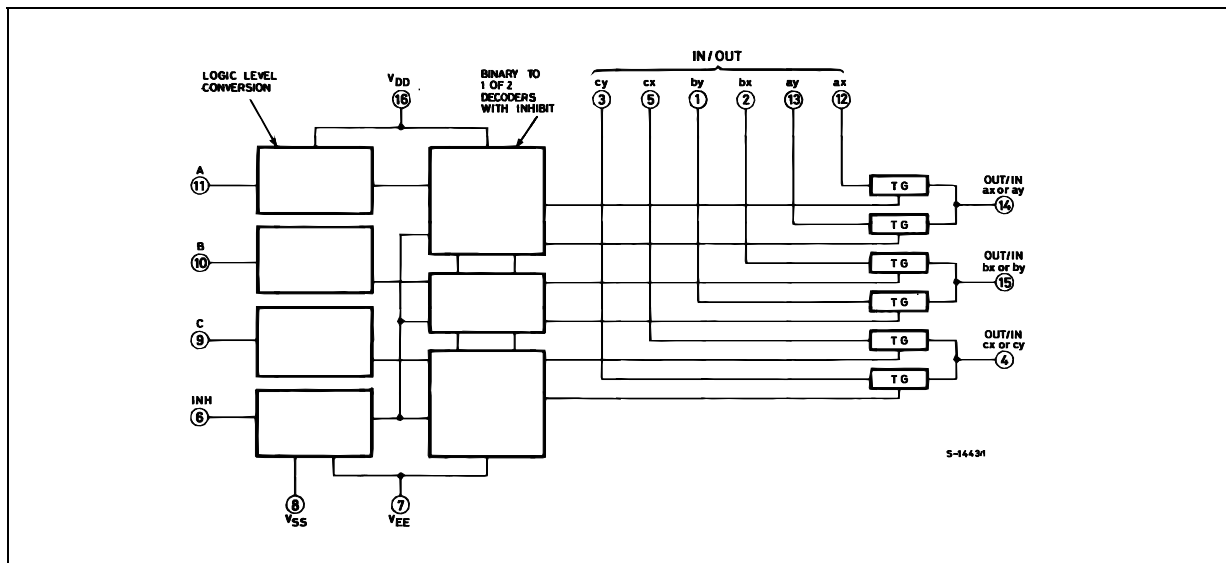 IN/OUT
LOGIC LEVEL
CONVERSION
VDD
16
BINARY TO
1 OF 2
DECODERS
WITH INHIBIT
cy
cx
by
bx
ay
ax
3
5
1
2
13
12
A
11
B
10
C
9
INH
6
TG
TG
TG
TG
TG
TG
OUT/IN
ax or ay
14
OUT/IN
bx or by
15
OUT/IN
cx or cy
4
8
VSS
7
VEE
S-1443/1